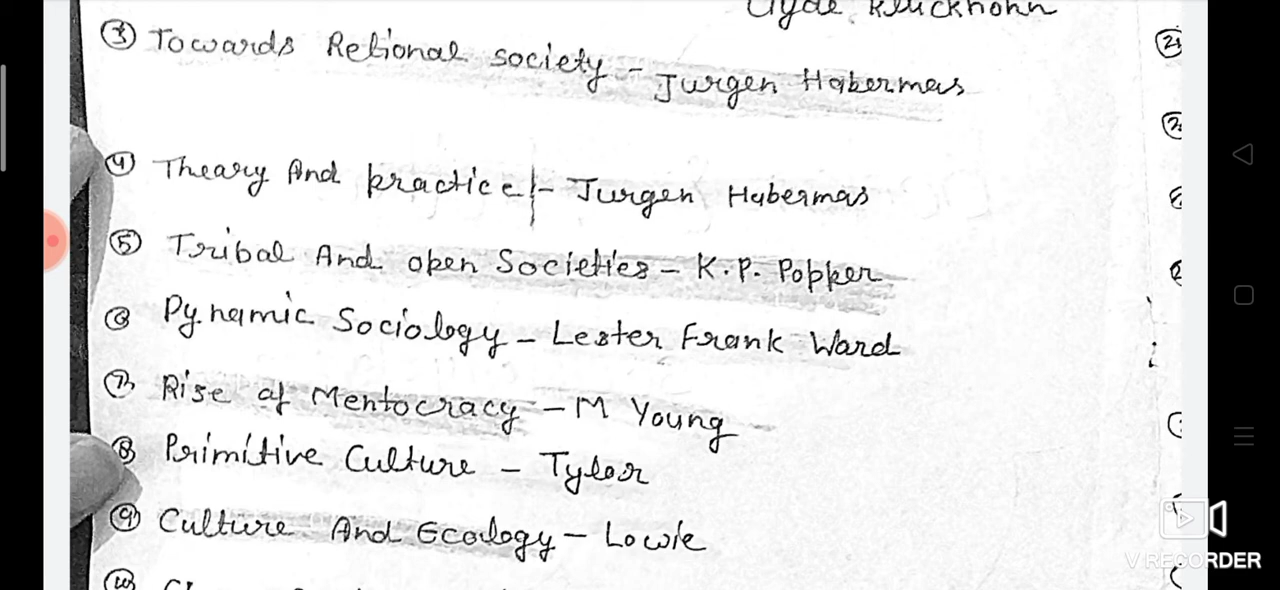 Clyde Kluckhohn
③ Towards Retional society - Jurgen Habermas
④ Theary And practice - Jurgen Habermas
⑤ Tribal And open Societies - K.P. Popper
⑥ Dynamic Sociology - Lester Frank Ward
⑦ Rise of Mentocracy - M Young
⑧ Primitive Culture - Tylor
⑨ Culture And Ecology - Lowie
⑩
V RECORDER